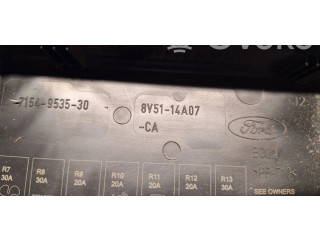 7154-9535-30
8V51-14A07
-CA
Ford
R7
30A
R8
30A
R9
20A
R10
20A
R11
20A
R12
20A
R13
30A
SEE OWNERS